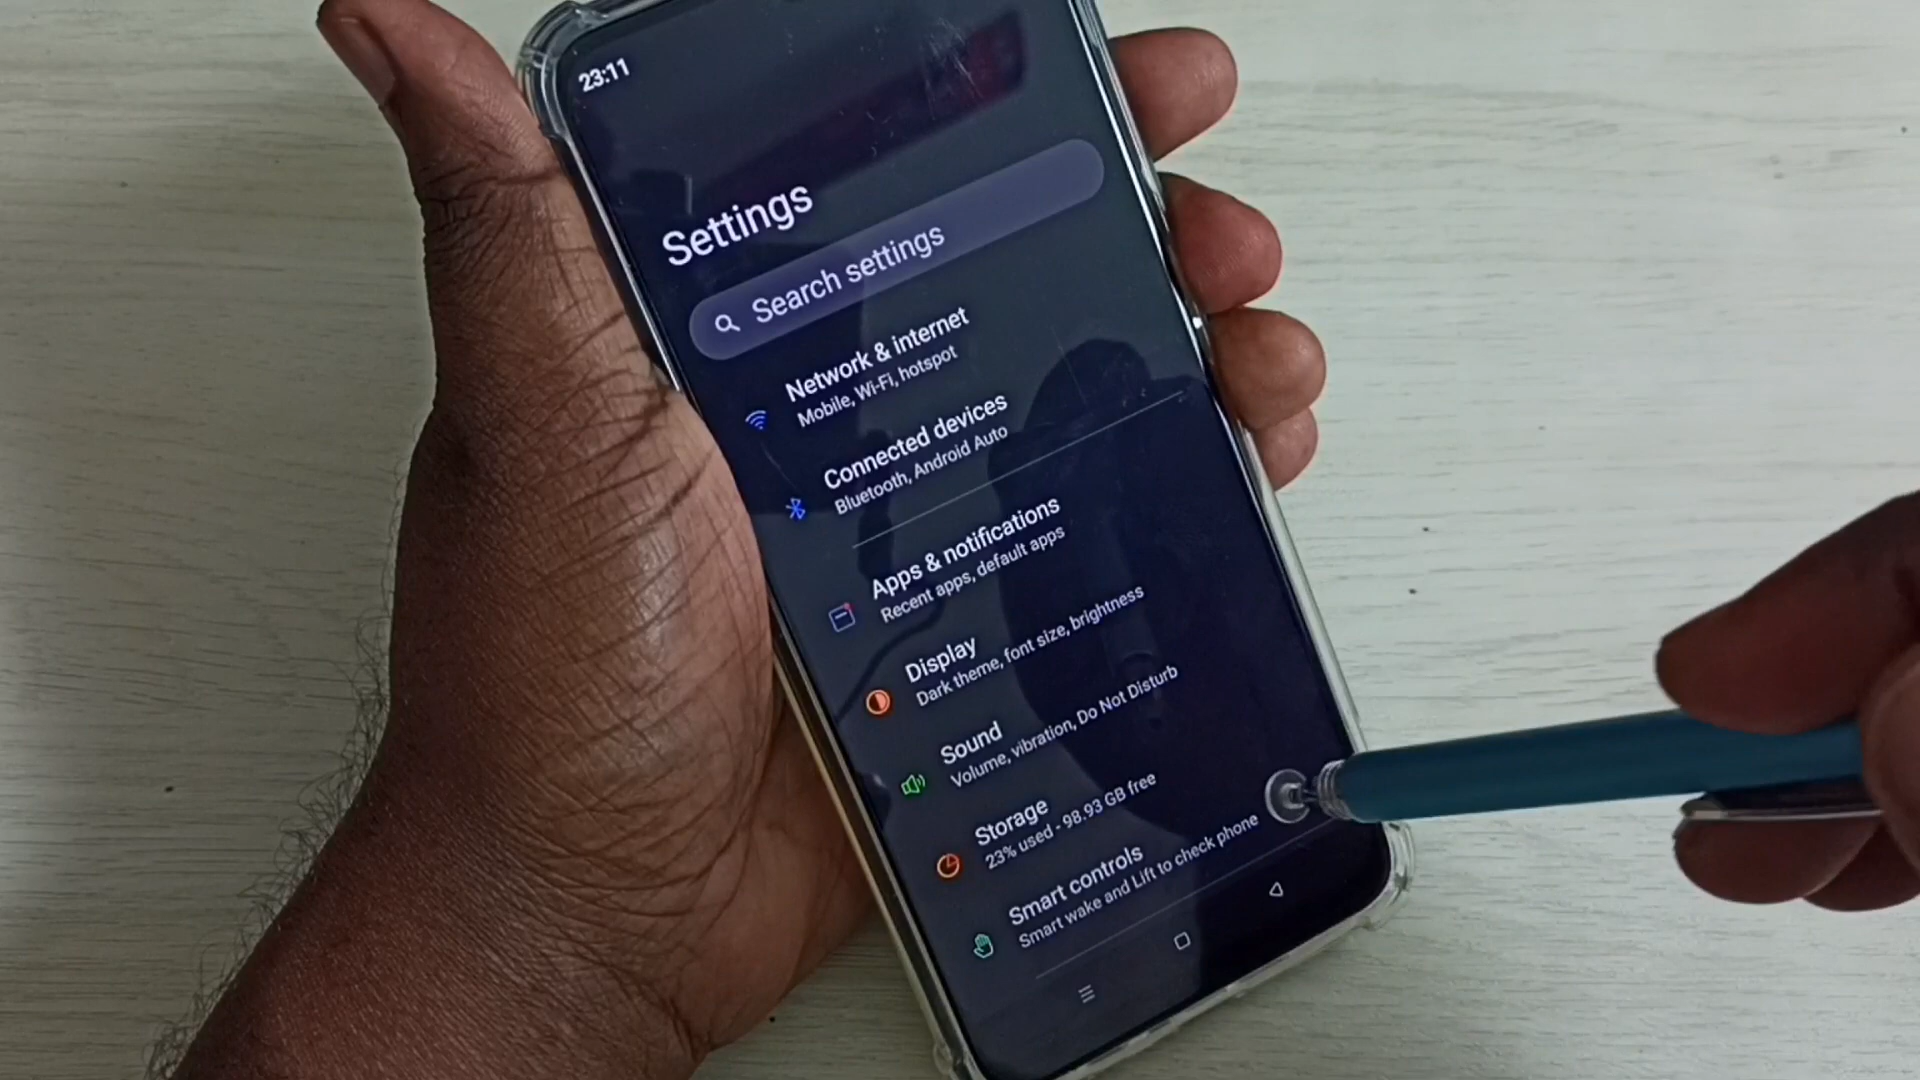 23:11
Settings
Search settings
Network & internet
Mobile, Wi-Fi, hotspot
Connected devices
Bluetooth, Android Auto
Apps & notifications
Recent apps, default apps
Display
Dark theme, font size, brightness
Sound
Volume, vibration, Do Not Disturb
Storage
23% used - 98.93 GB free
Smart controls
Smart wake and Lift to check phone